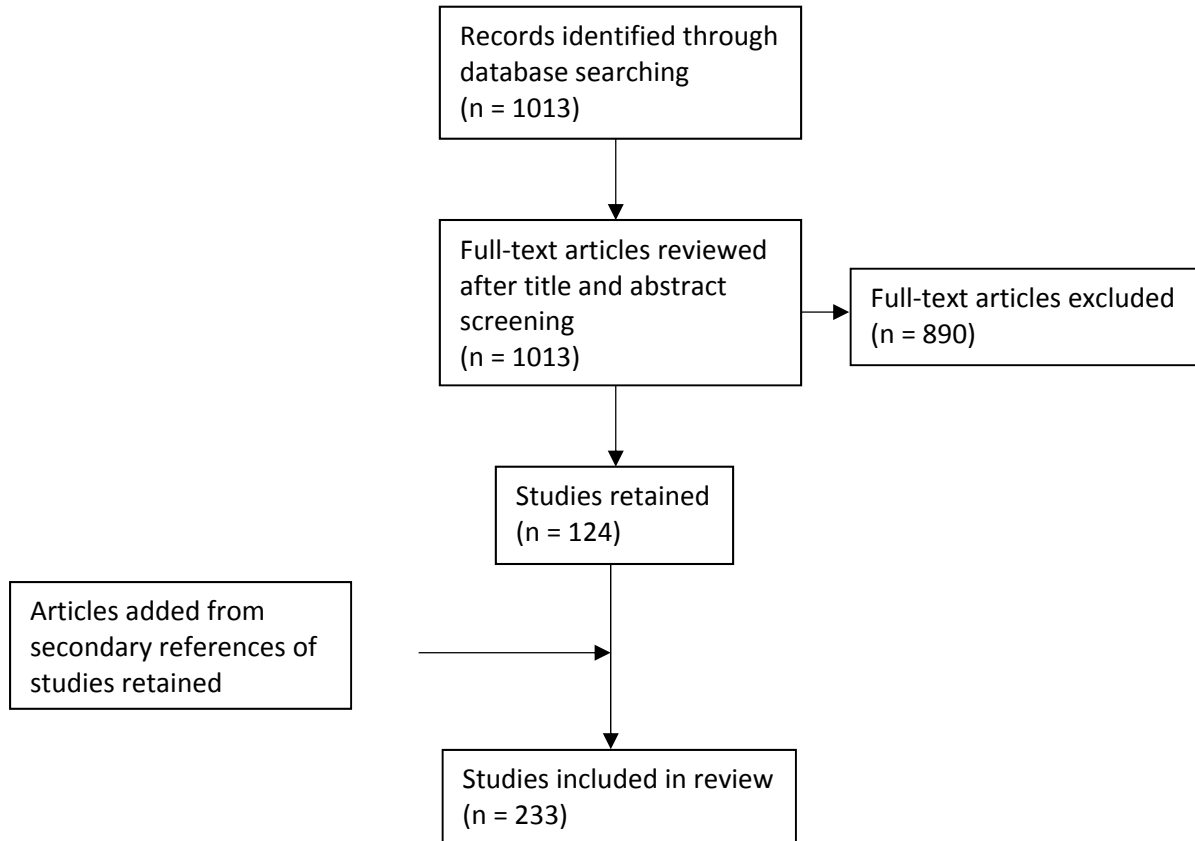 Records identified through
database searching
(n = 1013)
Full-text articles reviewed
after title and abstract
screening
(n = 1013)
Full-text articles excluded
(n = 890)
Studies retained
(n = 124)
Articles added from
secondary references of
studies retained
Studies included in review
(n = 233)